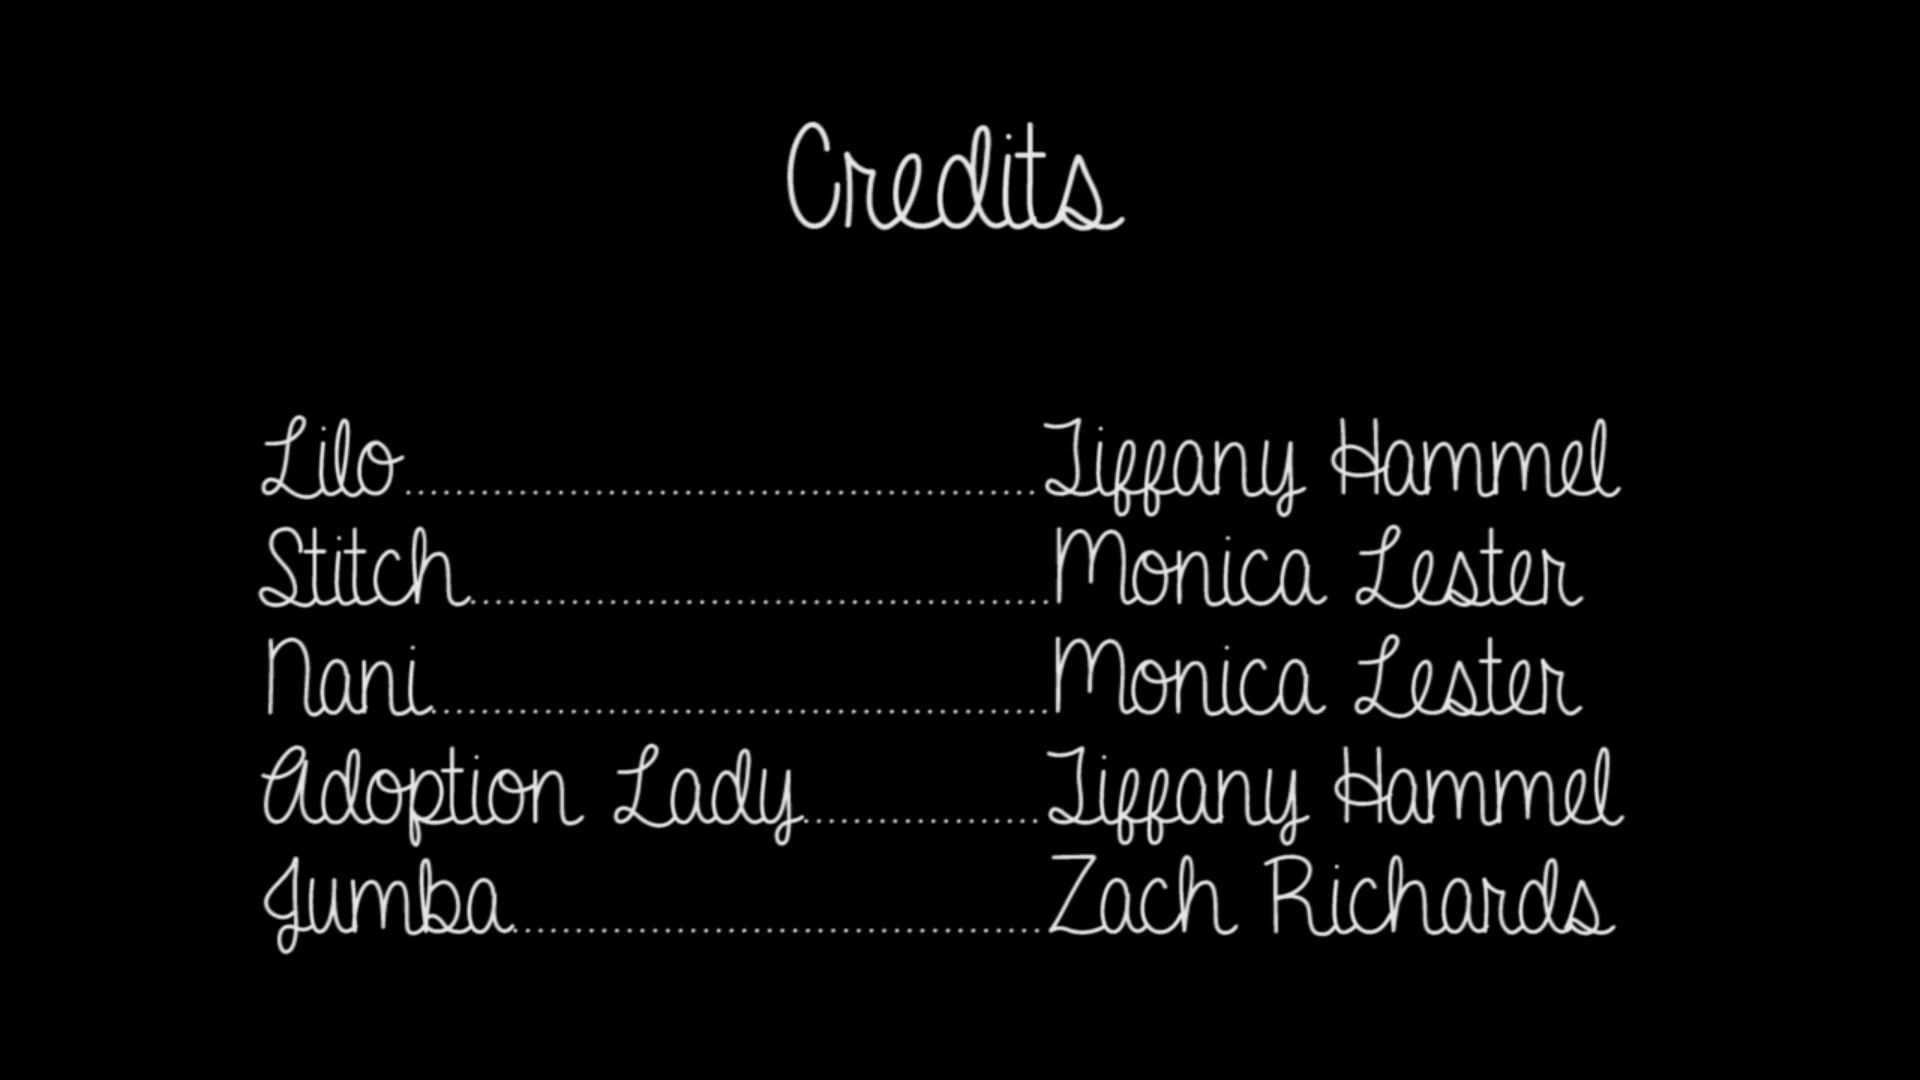 Credits
Lilo..................................................Tiffany Hammel
Stitch..............................................Monica Lester
Nani.................................................Monica Lester
Adoption Lady...................Tiffany Hammel
Jumba..........................................Zach Richards